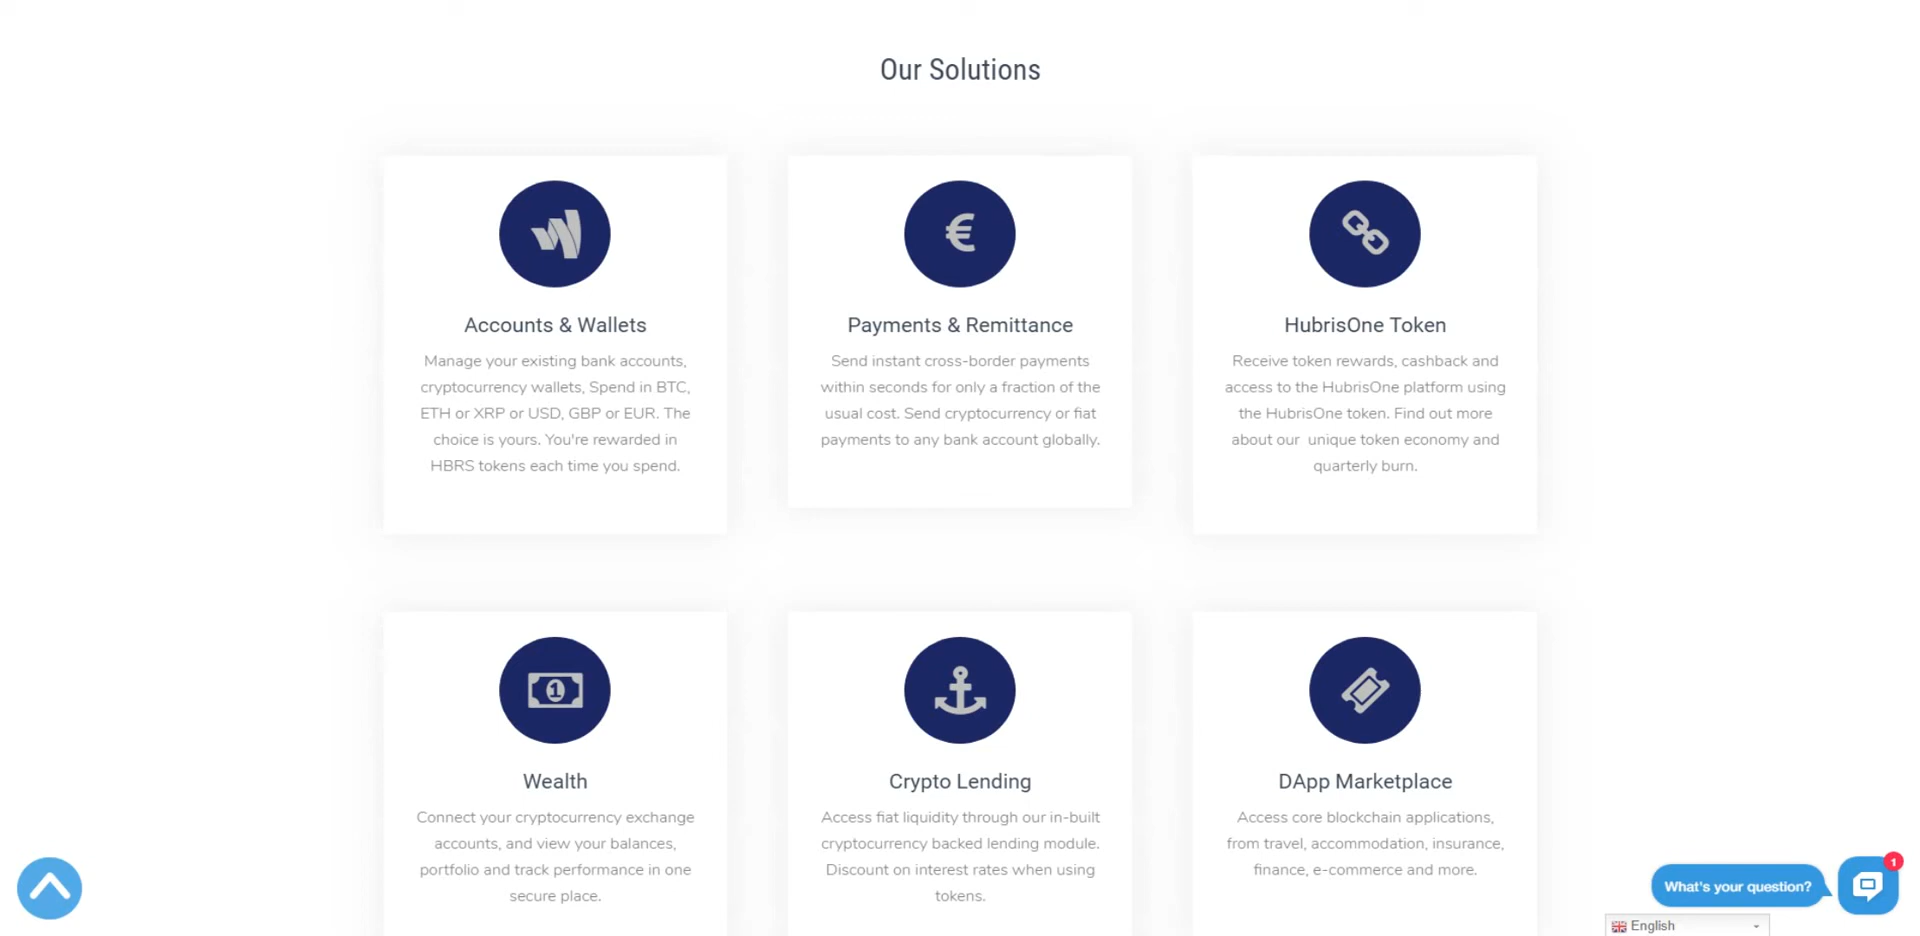 Our Solutions
Accounts & Wallets
Manage your existing bank accounts,
cryptocurrency wallets, Spend in BTC,
ETH or XRP or USD, GBP or EUR. The
choice is yours. You're rewarded in
HBRS tokens each time you spend.
Payments & Remittance
Send instant cross-border payments
within seconds for only a fraction of the
usual cost. Send cryptocurrency or fiat
payments to any bank account globally.
HubrisOne Token
Receive token rewards, cashback and
access to the HubrisOne platform using
the HubrisOne token. Find out more
about our unique token economy and
quarterly burn.
1
Wealth
Connect your cryptocurrency exchange
accounts, and view your balances,
portfolio and track performance in one
secure place.
Crypto Lending
Access fiat liquidity through our in-built
cryptocurrency backed lending module.
Discount on interest rates when using
tokens.
DApp Marketplace
Access core blockchain applications,
from travel, accommodation, insurance,
finance, e-commerce and more.
What's your question?
1
English